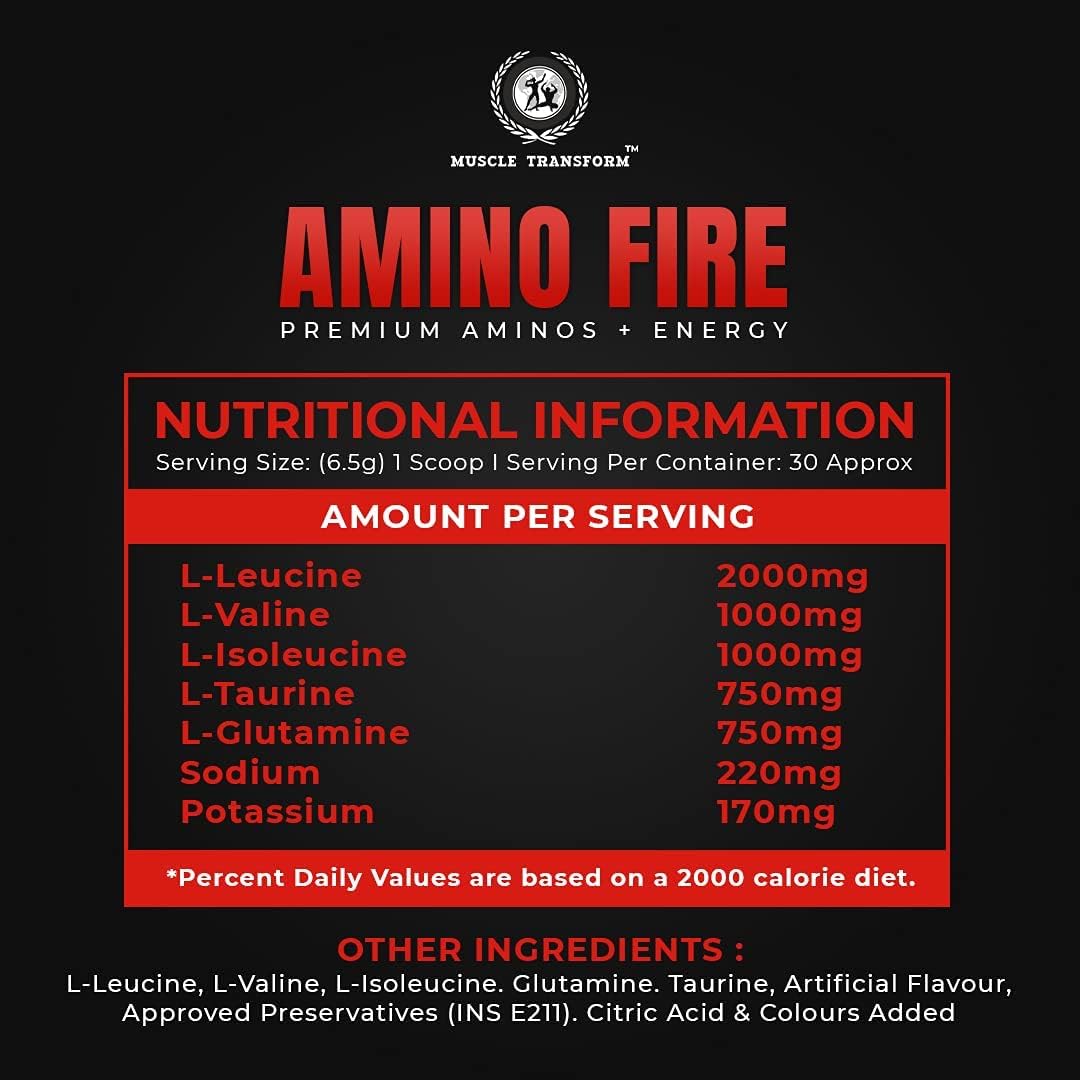 MUSCLE TRANSFORM™
AMINO FIRE
PREMIUM AMINOS + ENERGY
NUTRITIONAL INFORMATION
Serving Size: (6.5g) 1 Scoop I Serving Per Container: 30 Approx
AMOUNT PER SERVING
L-Leucine 2000mg
L-Valine 1000mg
L-Isoleucine 1000mg
L-Taurine 750mg
L-Glutamine 750mg
Sodium 220mg
Potassium 170mg
*Percent Daily Values are based on a 2000 calorie diet.
OTHER INGREDIENTS :
L-Leucine, L-Valine, L-Isoleucine. Glutamine. Taurine, Artificial Flavour,
Approved Preservatives (INS E211). Citric Acid & Colours Added